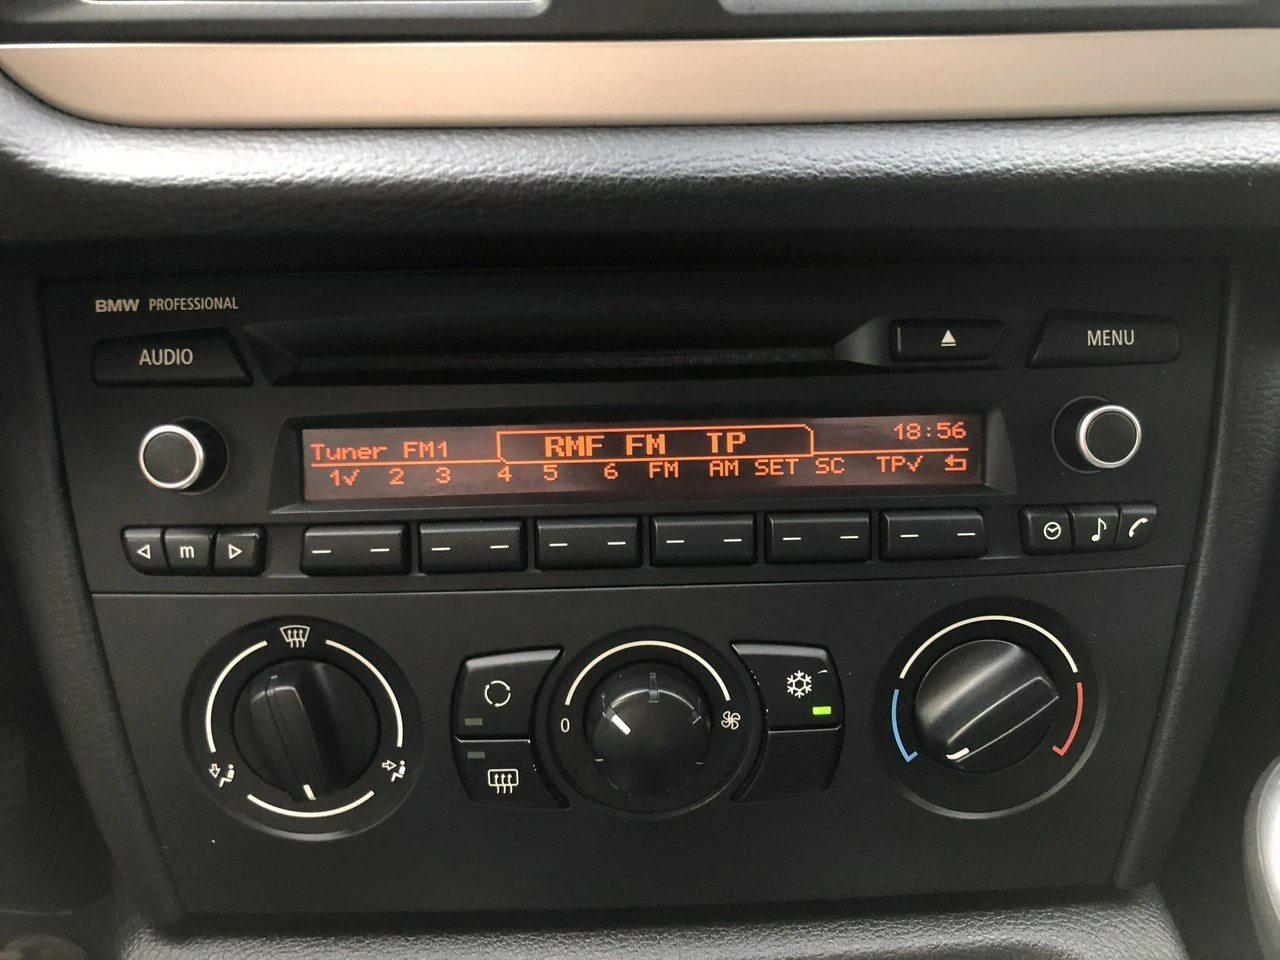 BMW PROFESSIONAL
AUDIO
MENU
Tuner FM1 RMF FM TP 18:56
1✓ 2 3 4 5 6 FM AM SET SC TP✓
m
0